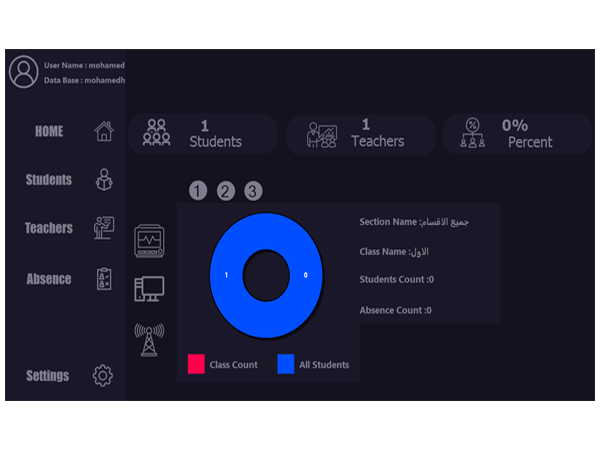 User Name : mohamed
Data Base : mohamedh
HOME
Students
Teachers
Absence
Settings
1
Students
1
Teachers
0%
Percent
1 2 3
1 0
Class Count
All Students
Section Name :جميع الاقسام
Class Name :الاول
Students Count :0
Absence Count :0